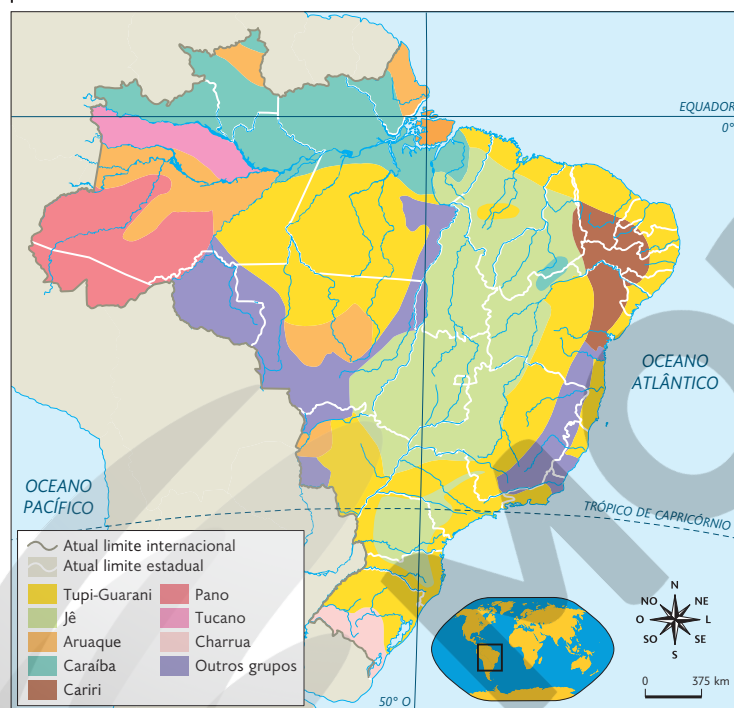 EQUADOR
0°
OCEANO
ATLÂNTICO
OCEANO
PACÍFICO
TRÓPICO DE CAPRICÓRNIO
Atual limite internacional
Atual limite estadual
Tupi-Guarani
Jê
Aruaque
Caraíba
Cariri
Pano
Tucano
Charrua
Outros grupos
50° O
N
NO
NE
O
L
SO
SE
S
0
375 km